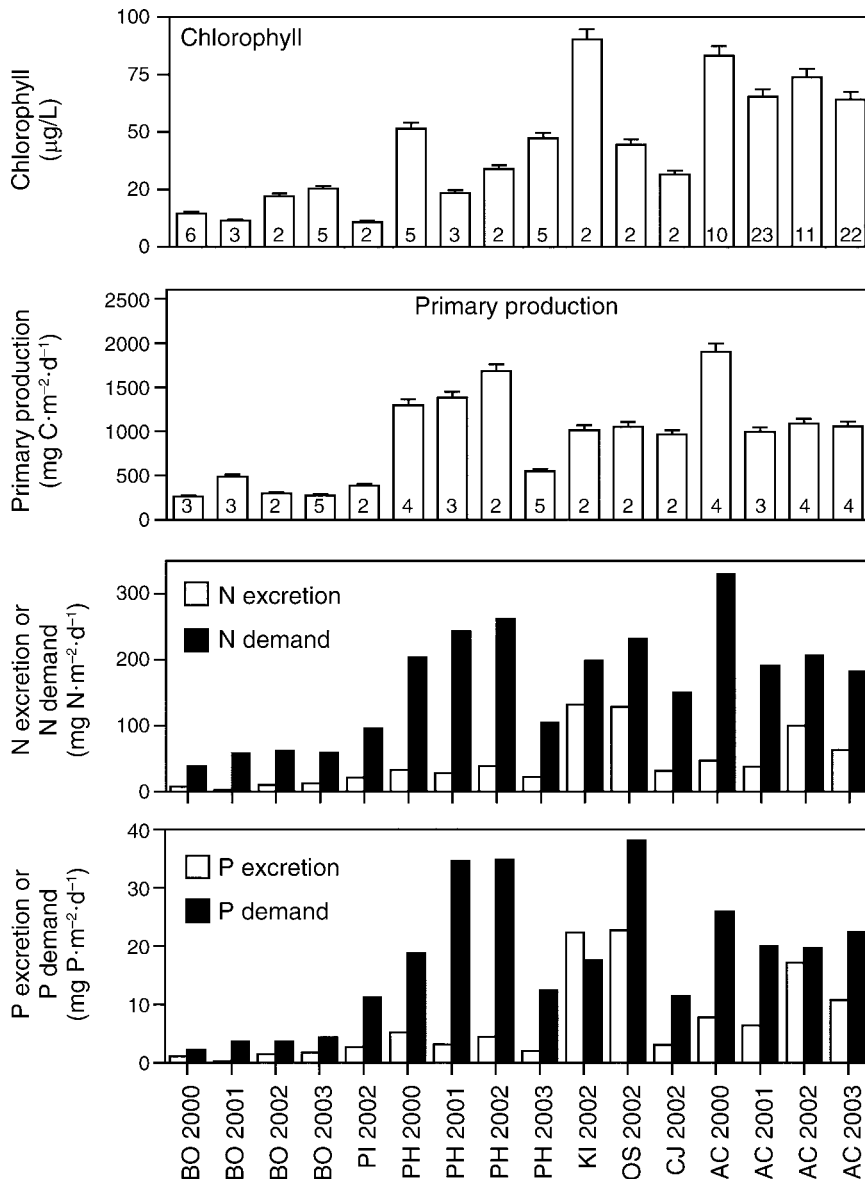 Chlorophyll
Chlorophyll
(µg/L)
100
75
50
20
0
6 3 2 5 2 5 3 2 5 2 2 2 10 23 11 22
Primary production
Primary production
(mg C·m⁻²·d⁻¹)
2500
2000
1500
1000
500
0
3 3 2 5 2 4 3 2 5 2 2 2 4 3 4 4
N excretion or
N demand
(mg N·m⁻²·d⁻¹)
300
200
100
0
N excretion
N demand
P excretion or
P demand
(mg P·m⁻²·d⁻¹)
40
30
20
10
0
P excretion
P demand
BO 2000
BO 2001
BO 2002
BO 2003
PI 2002
PH 2000
PH 2001
PH 2002
PH 2003
KI 2002
OS 2002
CJ 2002
AC 2000
AC 2001
AC 2002
AC 2003